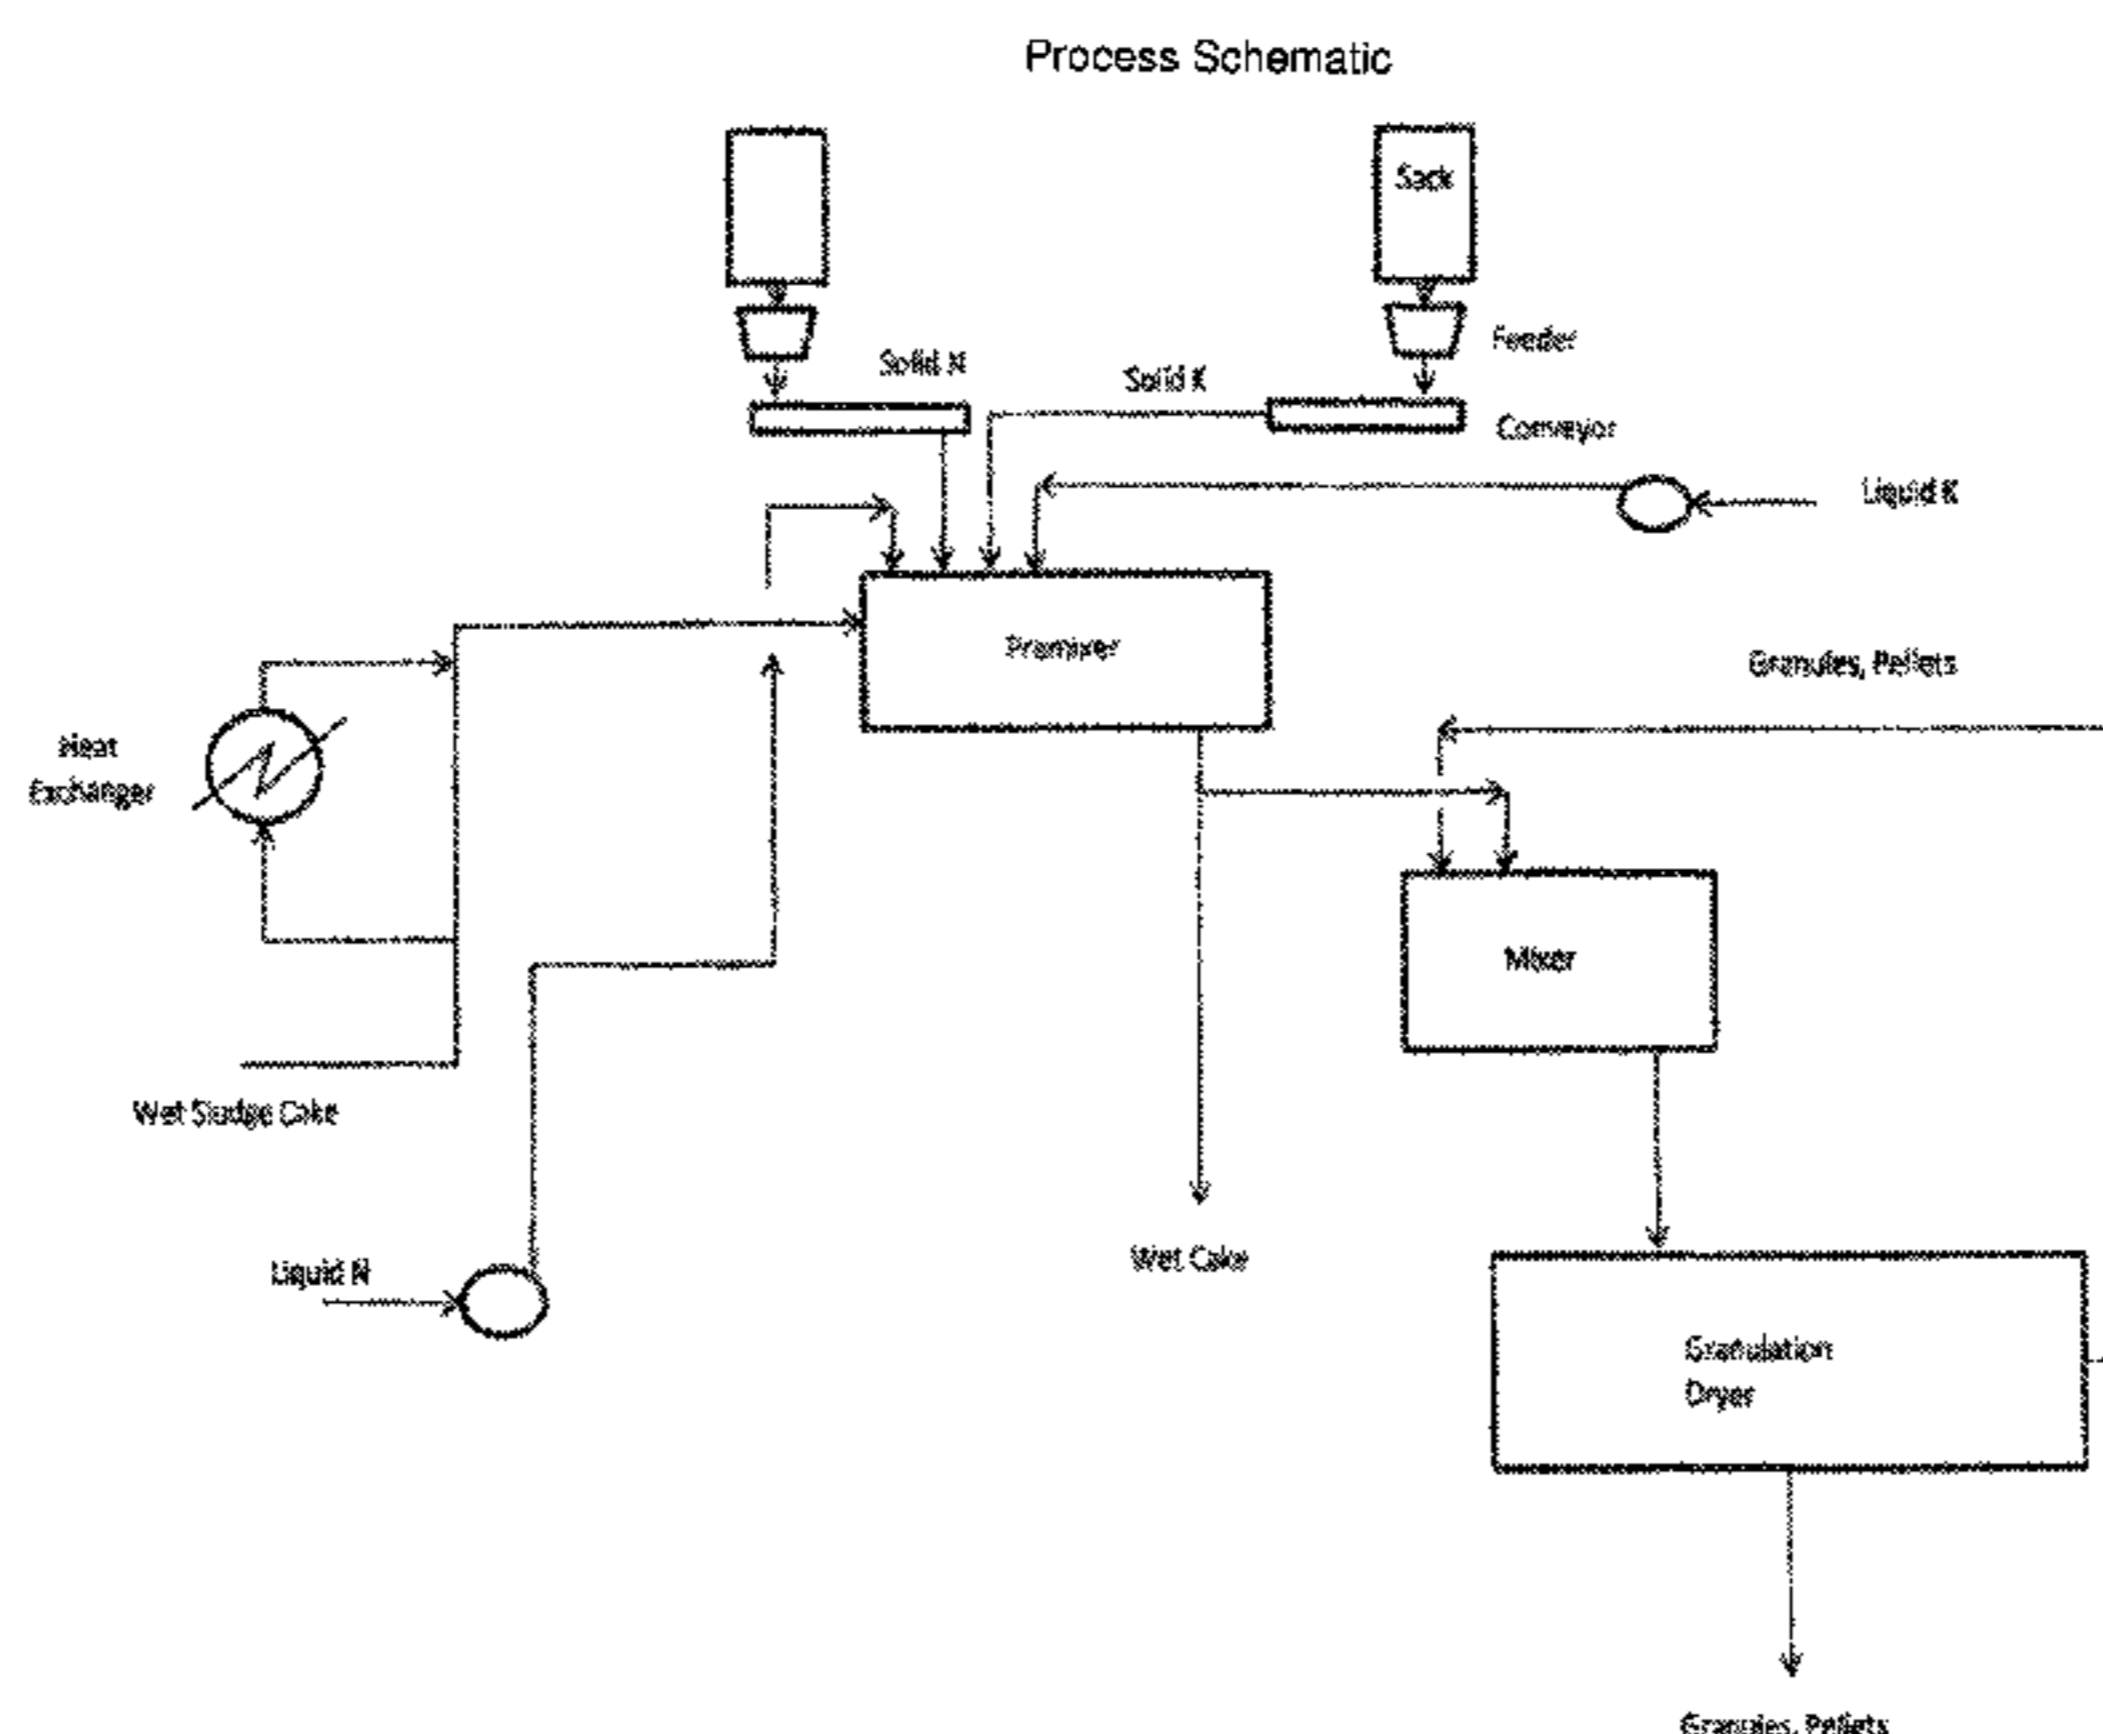 Process Schematic
Sack
Feeder
Solid N
Solid K
Conveyor
Liquid K
Premixer
Granules, Pellets
Heat
Exchanger
Mixer
Wet Sludge Cake
Wet Cake
Liquid N
Granulation
Dryer
Granules, Pellets